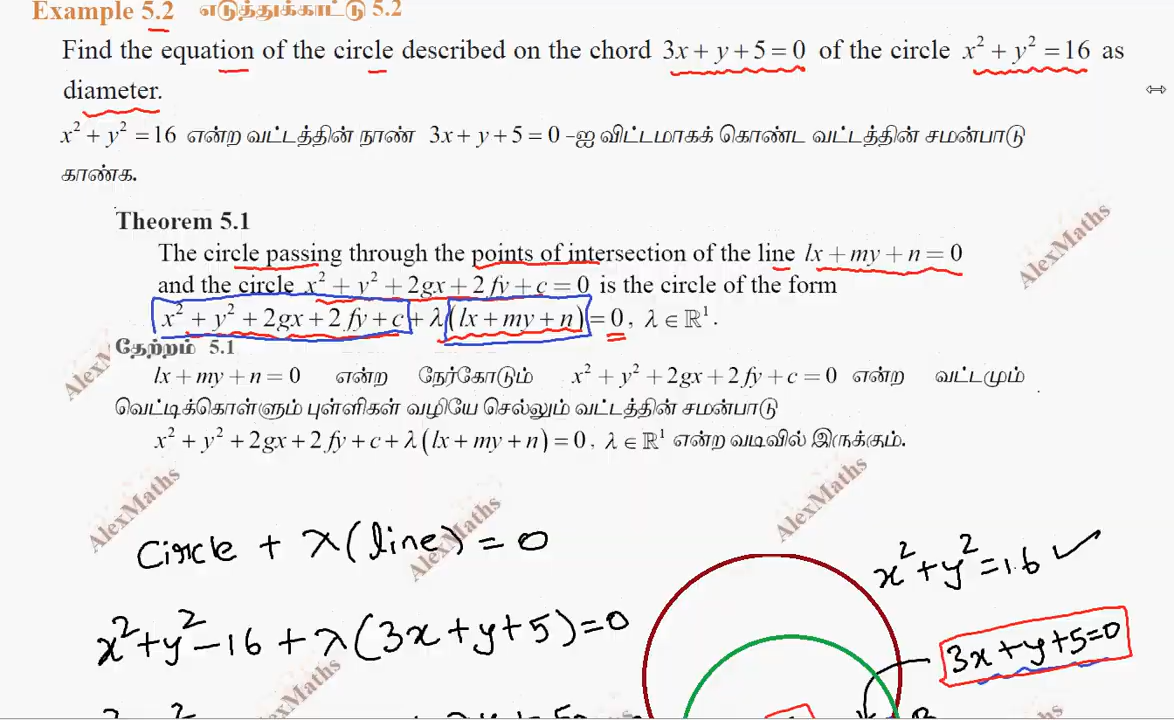 Example 5.2 எடுத்துக்காட்டு 5.2
Find the equation of the circle described on the chord 3x + y + 5 = 0 of the circle x² + y² = 16 as
diameter.
x² + y² = 16 என்ற வட்டத்தின் நாண் 3x + y + 5 = 0 -ஐ விட்டமாகக் கொண்ட வட்டத்தின் சமன்பாடு
காண்க.
Theorem 5.1
The circle passing through the points of intersection of the line lx + my + n = 0
and the circle x² + y² + 2gx + 2fy + c = 0 is the circle of the form
x² + y² + 2gx + 2fy + c + λ(lx + my + n) = 0, λ ∈ ℝ¹.
தேற்றம் 5.1
lx + my + n = 0 என்ற நேர்கோடும் x² + y² + 2gx + 2fy + c = 0 என்ற வட்டமும்
வெட்டிக்கொள்ளும் புள்ளிகள் வழியே செல்லும் வட்டத்தின் சமன்பாடு
x² + y² + 2gx + 2fy + c + λ(lx + my + n) = 0, λ ∈ ℝ¹ என்ற வடிவில் இருக்கும்.
AlexMaths
AlexMaths
AlexMaths
AlexMaths
AlexMaths
AlexMaths
circle + λ(line) = 0
x² + y² = 16
x² + y² - 16 + λ(3x + y + 5) = 0
3x + y + 5 = 0